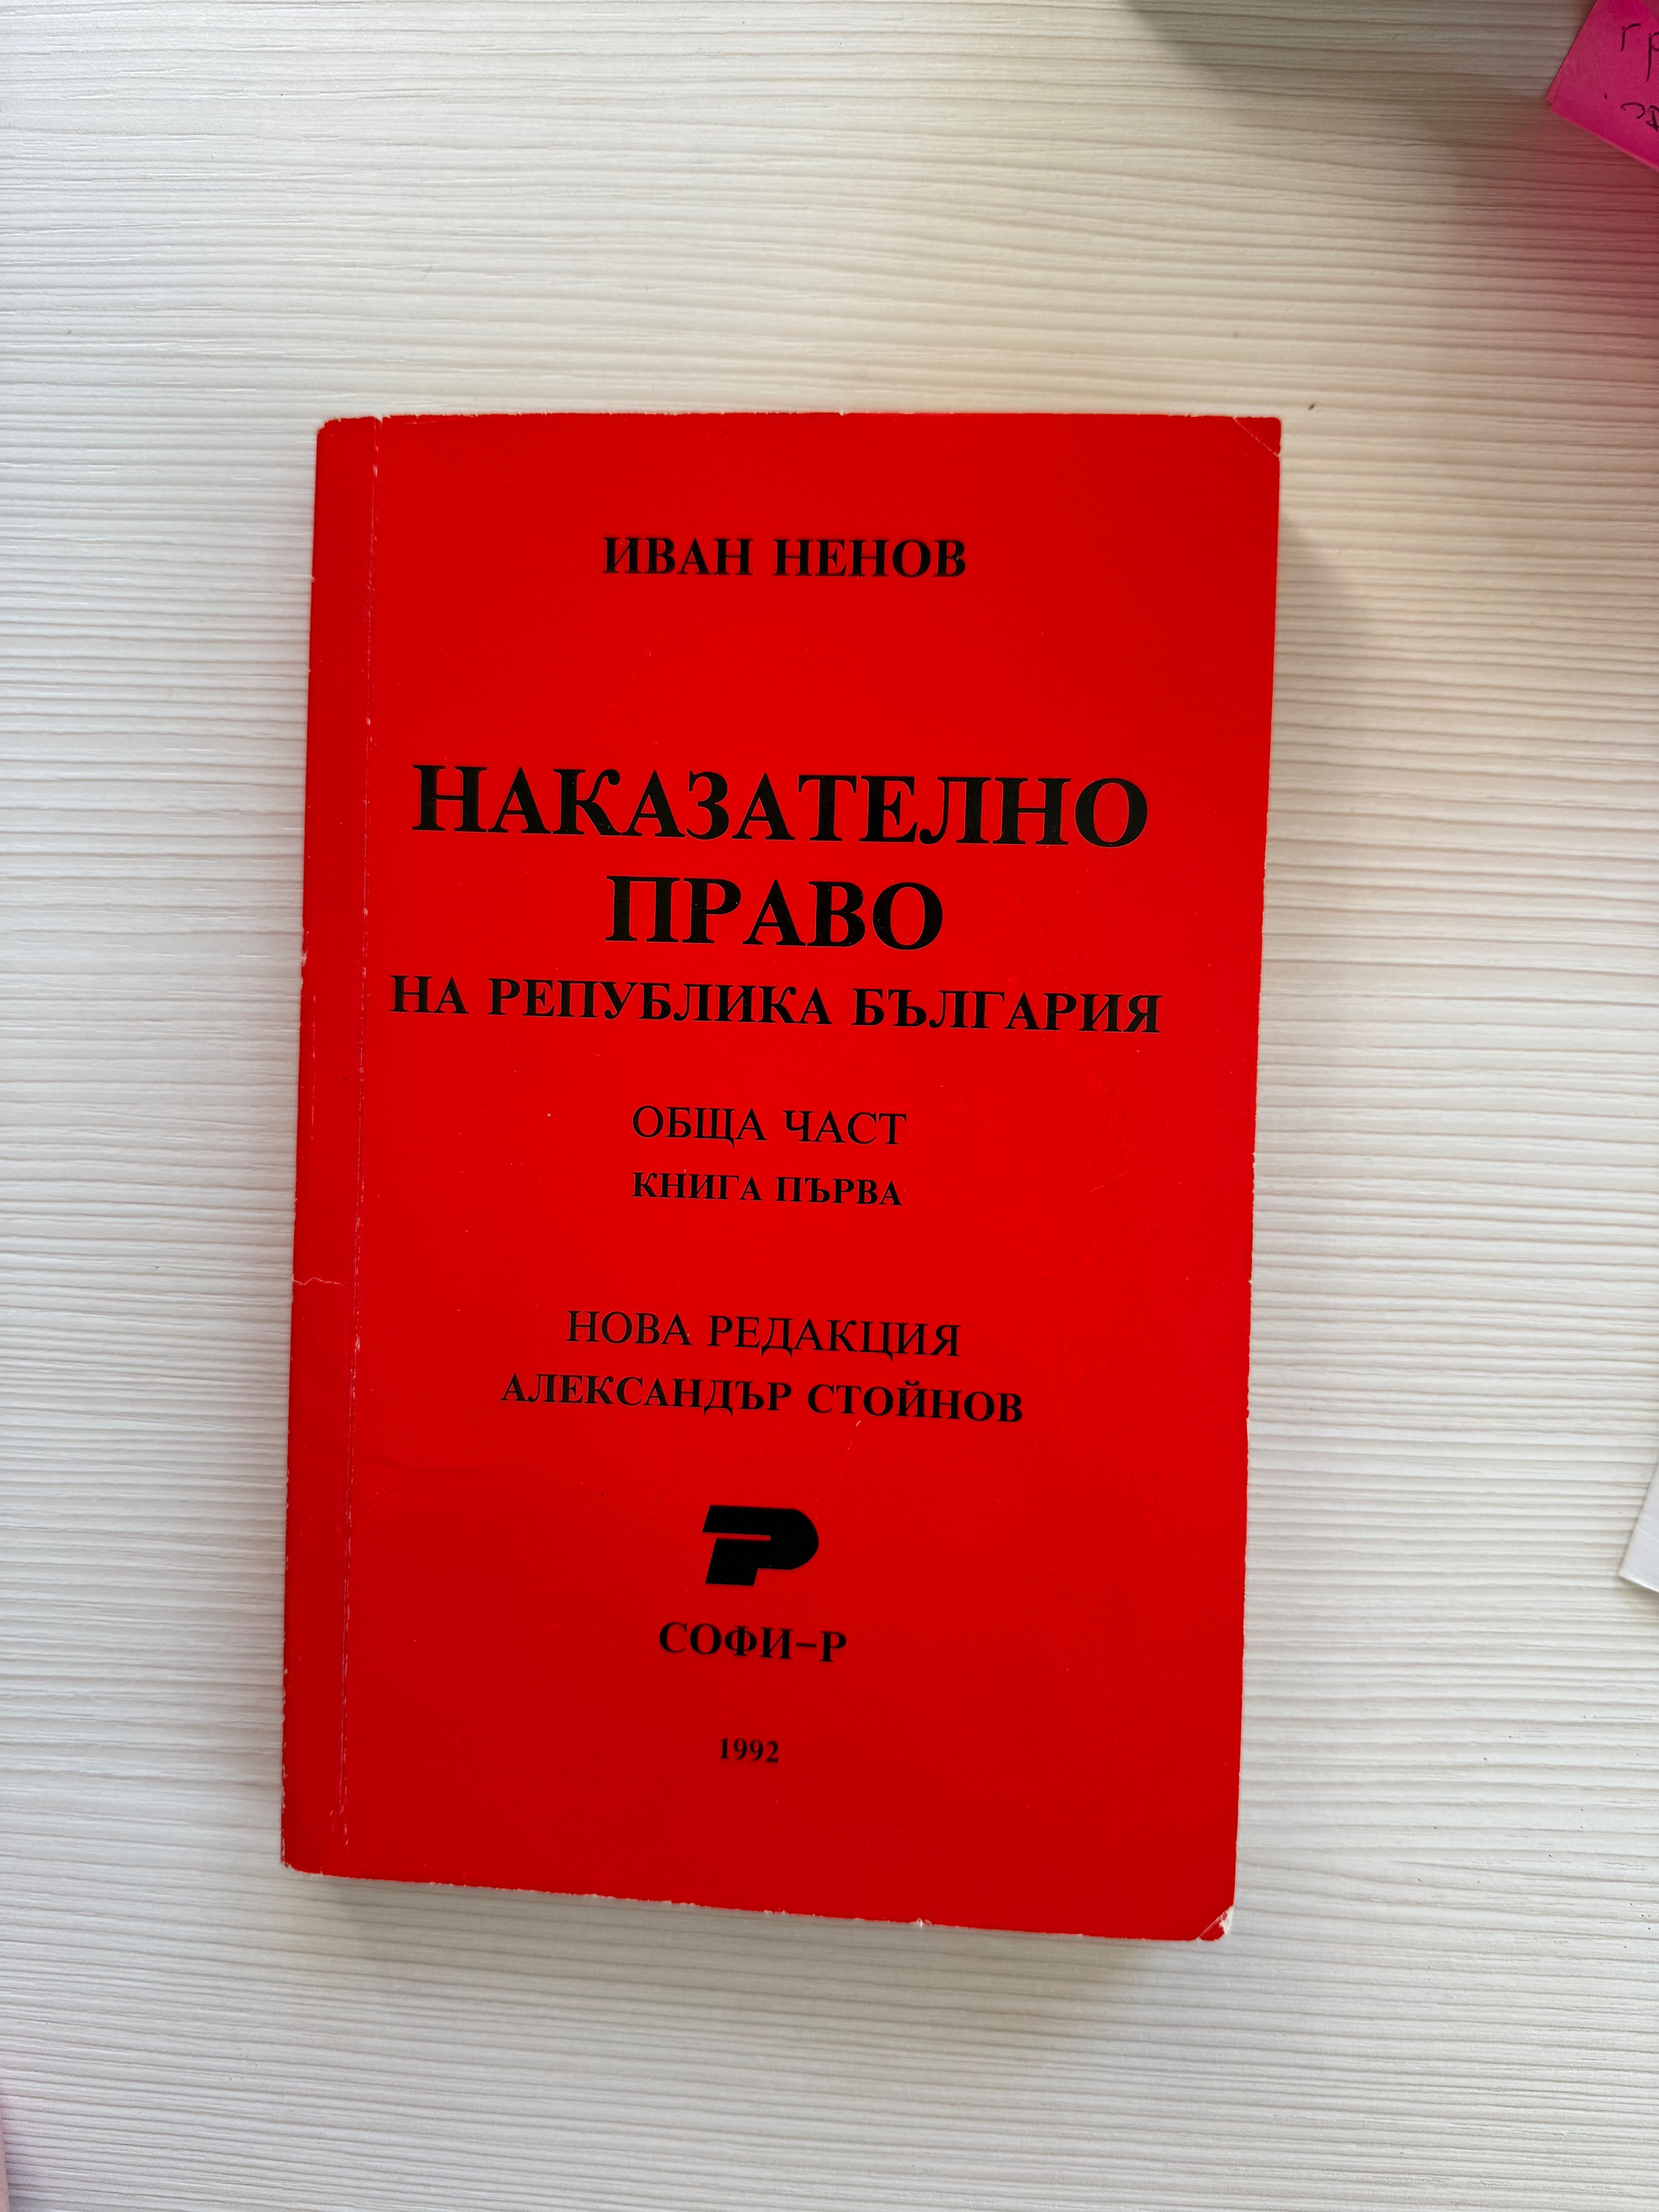 ИВАН НЕНОВ
НАКАЗАТЕЛНО
ПРАВО
НА РЕПУБЛИКА БЪЛГАРИЯ
ОБЩА ЧАСТ
КНИГА ПЪРВА
НОВА РЕДАКЦИЯ
АЛЕКСАНДЪР СТОЙНОВ
СОФИ-Р
1992